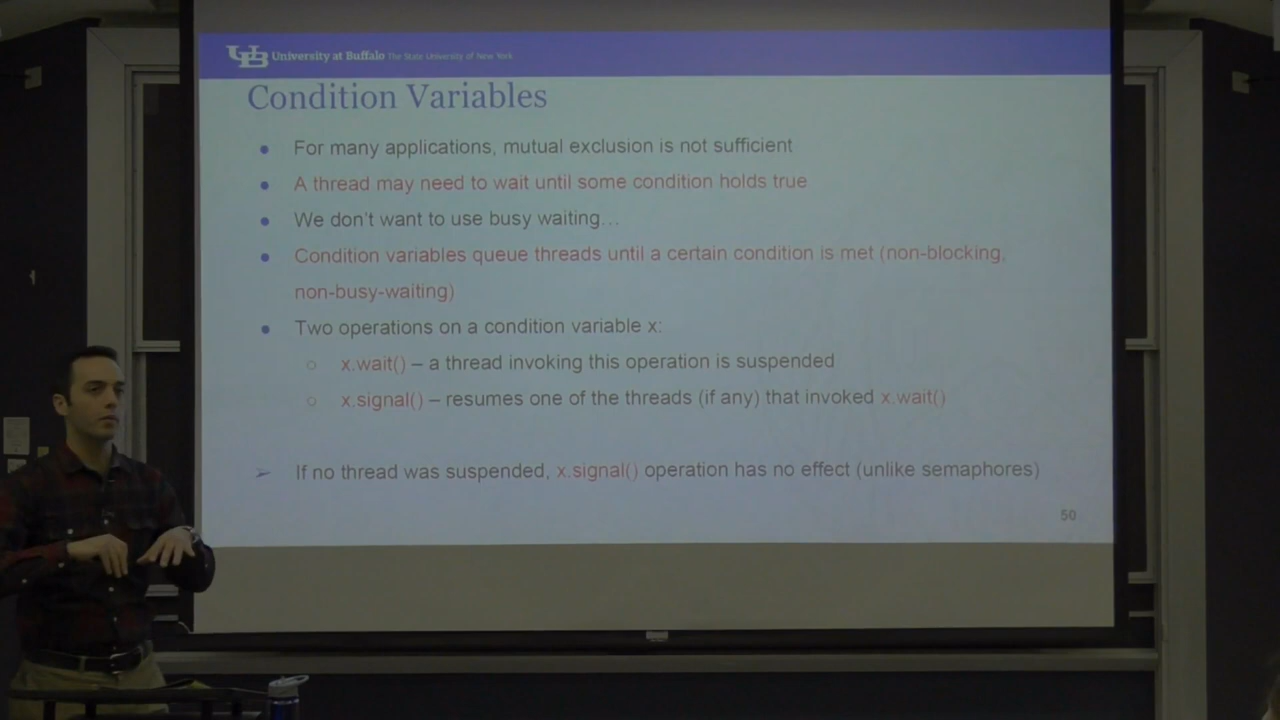 UB University at Buffalo The State University of New York
Condition Variables
● For many applications, mutual exclusion is not sufficient
● A thread may need to wait until some condition holds true
● We don't want to use busy waiting…
● Condition variables queue threads until a certain condition is met (non-blocking,
non-busy-waiting)
● Two operations on a condition variable x:
○ x.wait() – a thread invoking this operation is suspended
○ x.signal() – resumes one of the threads (if any) that invoked x.wait()
➢ If no thread was suspended, x.signal() operation has no effect (unlike semaphores)
50